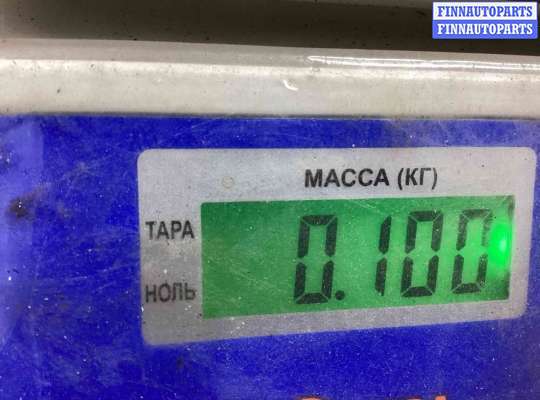 FINNAUTOPARTS
FINNAUTOPARTS
МАССА (КГ)
ТАРА
0.100
НОЛЬ